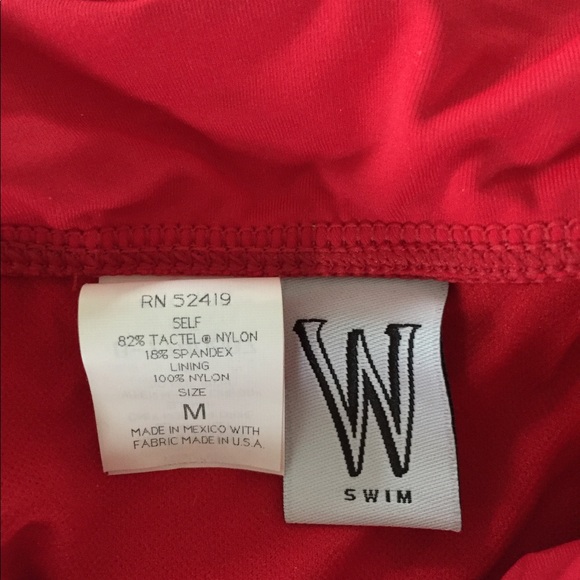 RN 52419
SELF
82% TACTEL® NYLON
18% SPANDEX
LINING
100% NYLON
SIZE
M
MADE IN MEXICO WITH
FABRIC MADE IN U.S.A.
W
SWIM